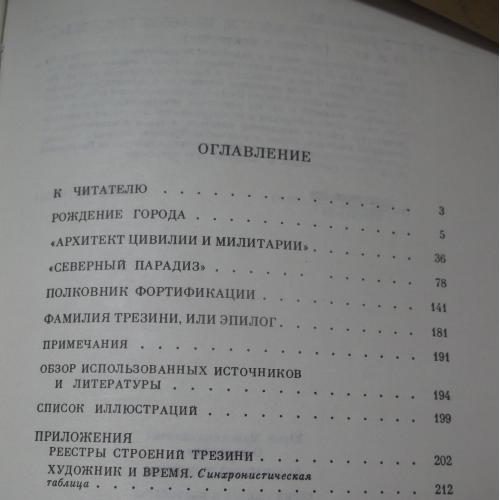 ОГЛАВЛЕНИЕ
К ЧИТАТЕЛЮ . . . . . . . . . . . . . 3
РОЖДЕНИЕ ГОРОДА . . . . . . . . . . . 5
«АРХИТЕКТ ЦИВИЛИИ И МИЛИТАРИИ» . . . . . 36
«СЕВЕРНЫЙ ПАРАДИЗ» . . . . . . . . . . 78
ПОЛКОВНИК ФОРТИФИКАЦИИ . . . . . . . . 141
ФАМИЛИЯ ТРЕЗИНИ, ИЛИ ЭПИЛОГ . . . . . . . 181
ПРИМЕЧАНИЯ . . . . . . . . . . . . . . 191
ОБЗОР ИСПОЛЬЗОВАННЫХ ИСТОЧНИКОВ
И ЛИТЕРАТУРЫ . . . . . . . . . . . . 194
СПИСОК ИЛЛЮСТРАЦИЙ . . . . . . . . . . 199
ПРИЛОЖЕНИЯ
РЕЕСТРЫ СТРОЕНИЙ ТРЕЗИНИ . . . . . . . 202
ХУДОЖНИК И ВРЕМЯ. Синхронистическая
таблица . . . . . . . . . . . . . . . 212